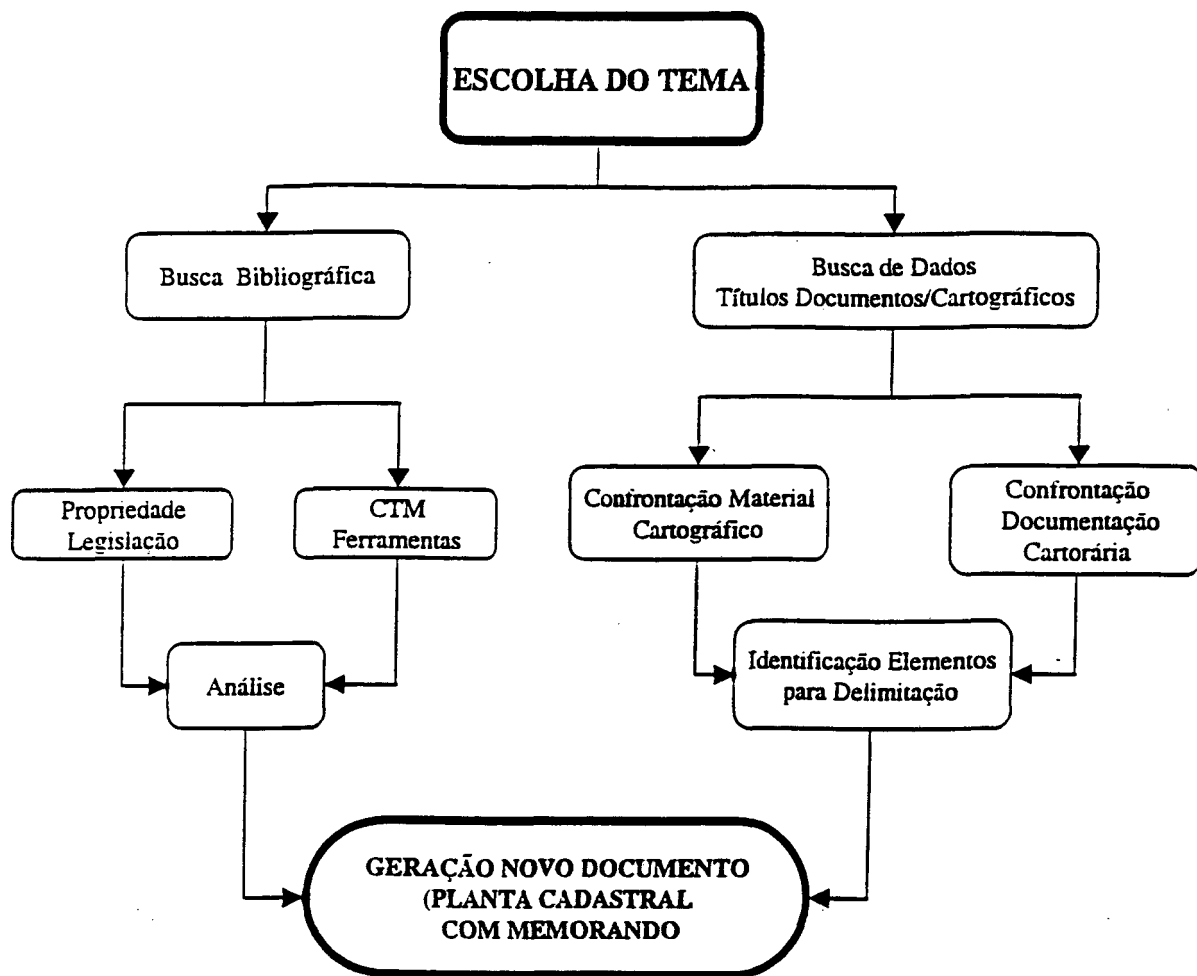 ESCOLHA DO TEMA
Busca Bibliográfica
Busca de Dados
Títulos Documentos/Cartográficos
Propriedade
Legislação
CTM
Ferramentas
Confrontação Material
Cartográfico
Confrontação
Documentação
Cartorária
Análise
Identificação Elementos
para Delimitação
GERAÇÃO NOVO DOCUMENTO
(PLANTA CADASTRAL
COM MEMORANDO